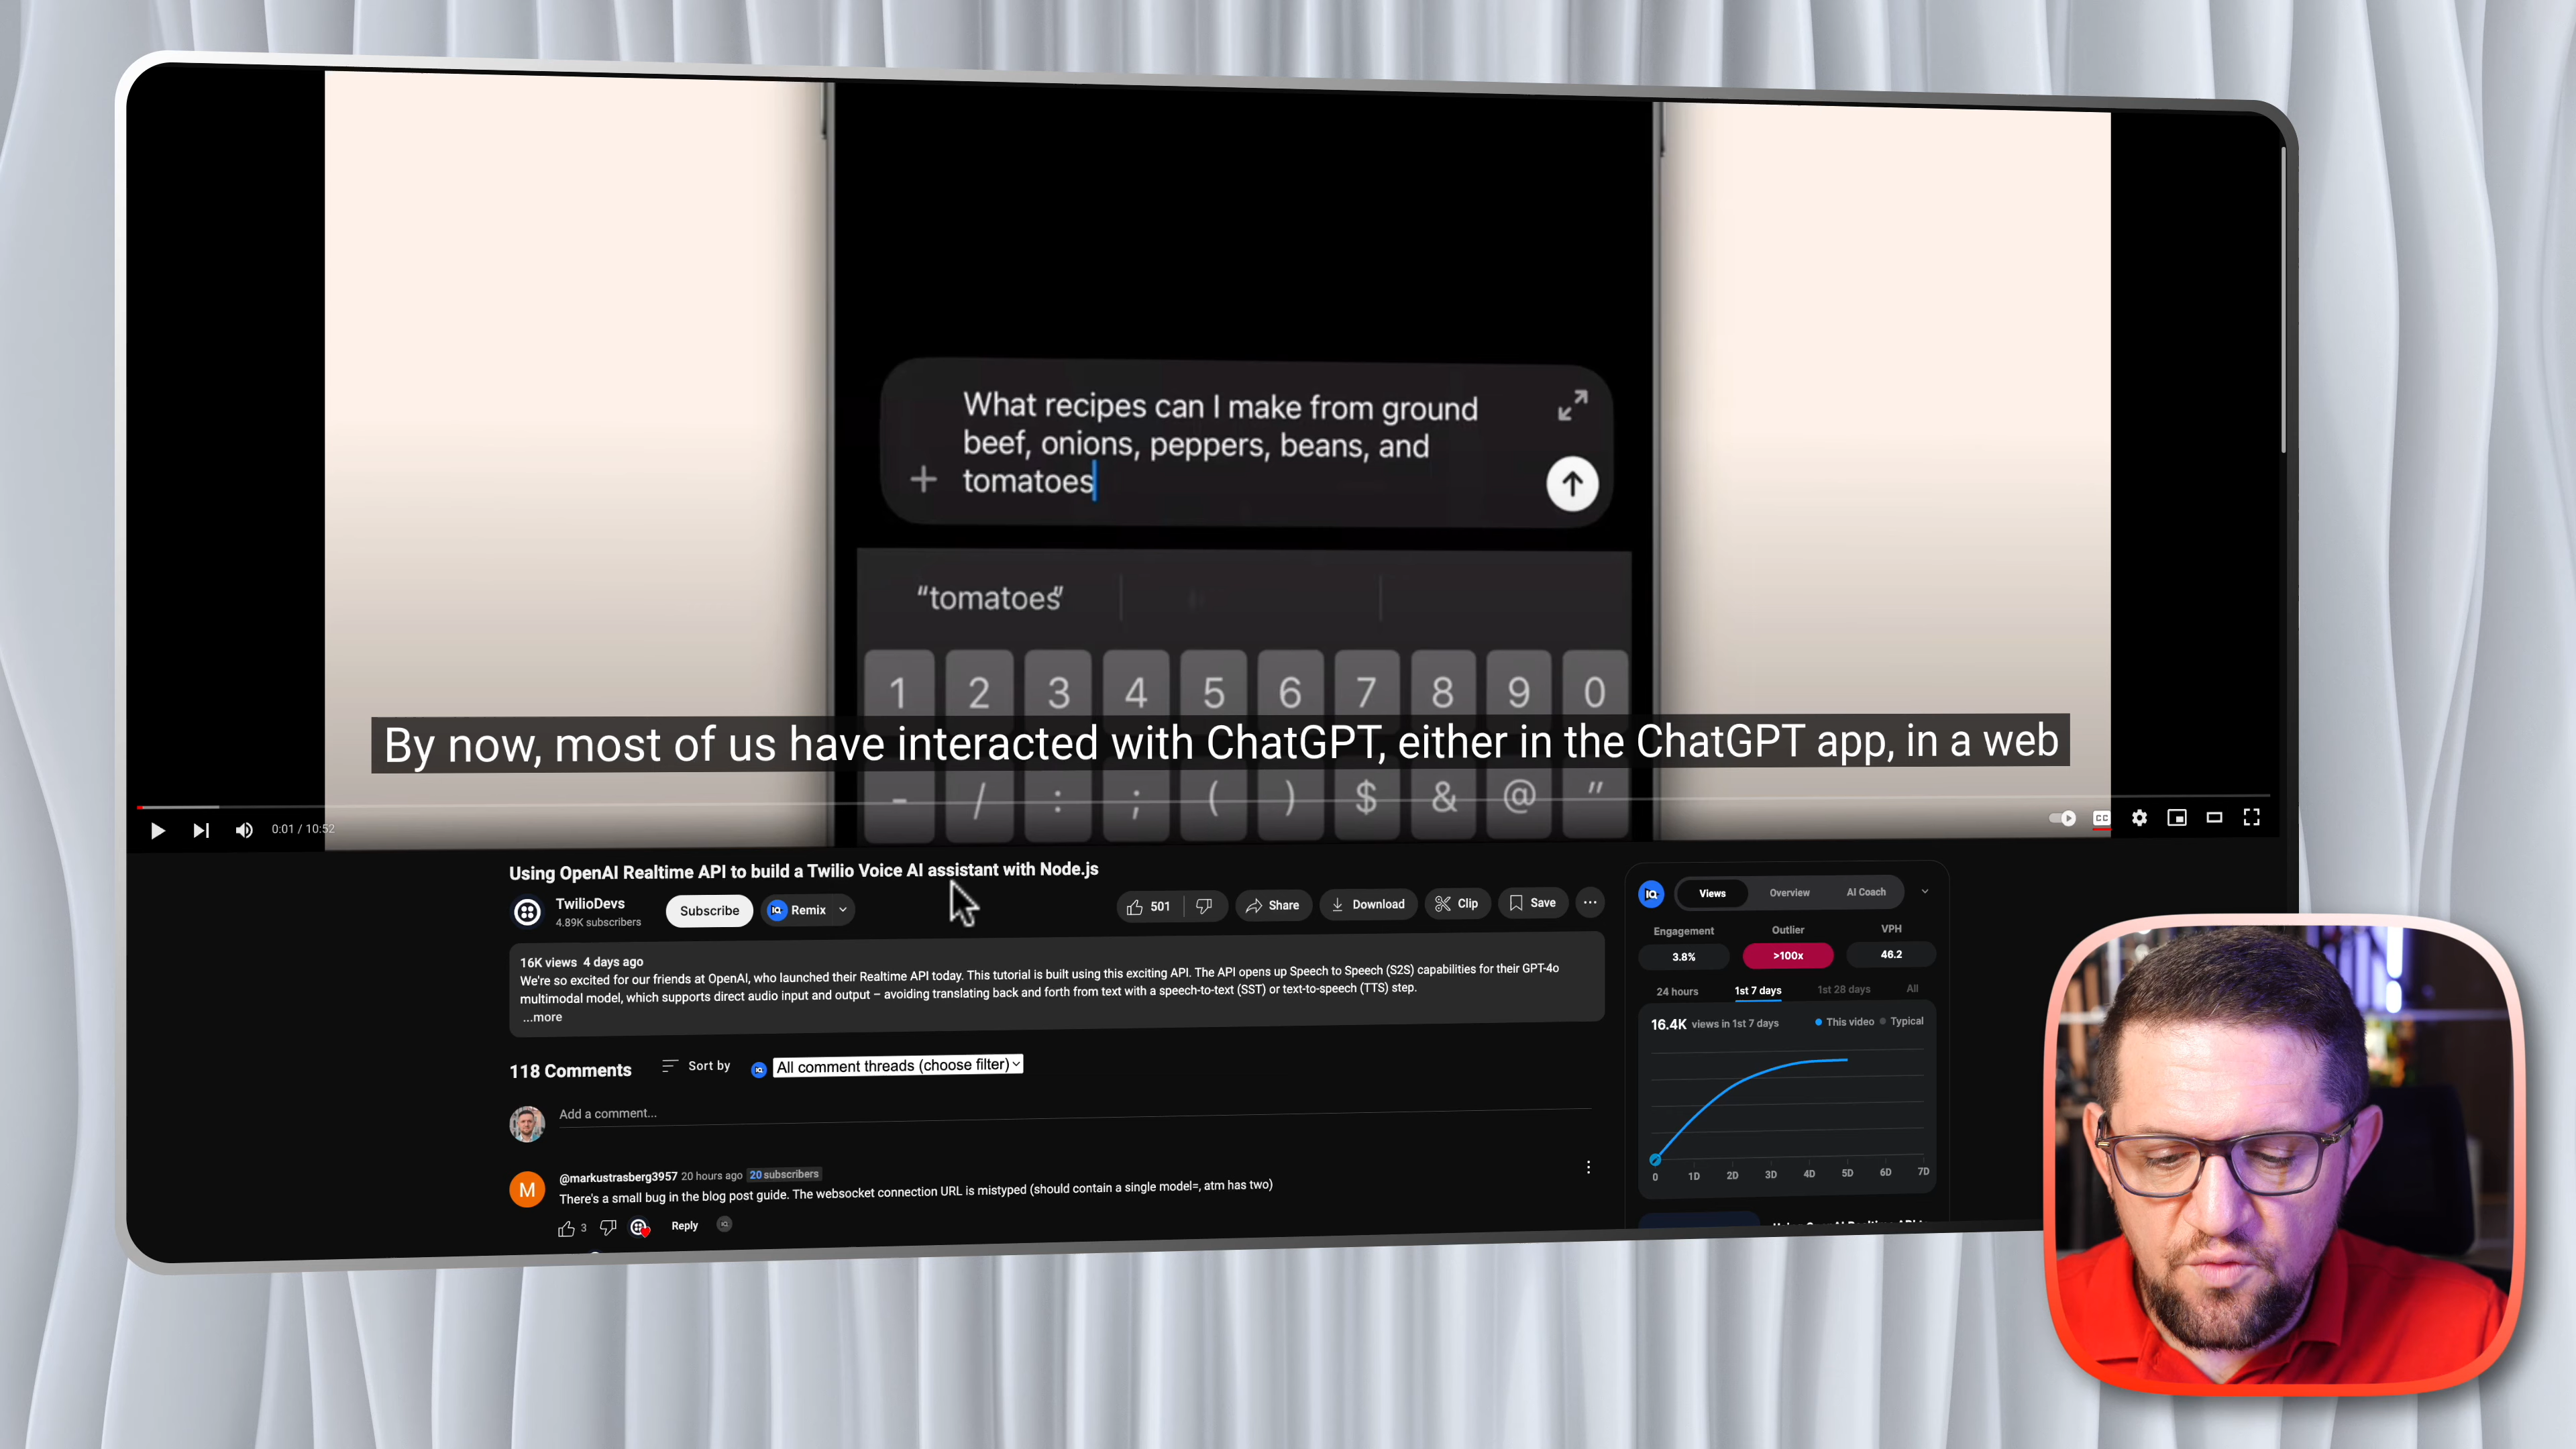 What recipes can I make from ground
beef, onions, peppers, beans, and
tomatoes
"tomatoes"
1 2 3 4 5 6 7 8 9 0
By now, most of us have interacted with ChatGPT, either in the ChatGPT app, in a web
- / : ; ( ) $ & @ "
0:01 / 10:52
CC
Using OpenAI Realtime API to build a Twilio Voice AI assistant with Node.js
TwilioDevs
4.89K subscribers
Subscribe
Remix
501
Share
Download
Clip
Save
16K views 4 days ago
We're so excited for our friends at OpenAI, who launched their Realtime API today. This tutorial is built using this exciting API. The API opens up Speech to Speech (S2S) capabilities for their GPT-4o
multimodal model, which supports direct audio input and output – avoiding translating back and forth from text with a speech-to-text (SST) or text-to-speech (TTS) step.
...more
118 Comments
Sort by
All comment threads (choose filter)
Add a comment...
M
@markustrasberg3957 20 hours ago 20 subscribers
There's a small bug in the blog post guide. The websocket connection URL is mistyped (should contain a single model=, atm has two)
3
Reply
IQ
Views
Overview
AI Coach
Engagement
Outlier
VPH
3.8%
>100x
46.2
24 hours
1st 7 days
1st 28 days
All
16.4K views in 1st 7 days
This video
Typical
0 1D 2D 3D 4D 5D 6D 7D